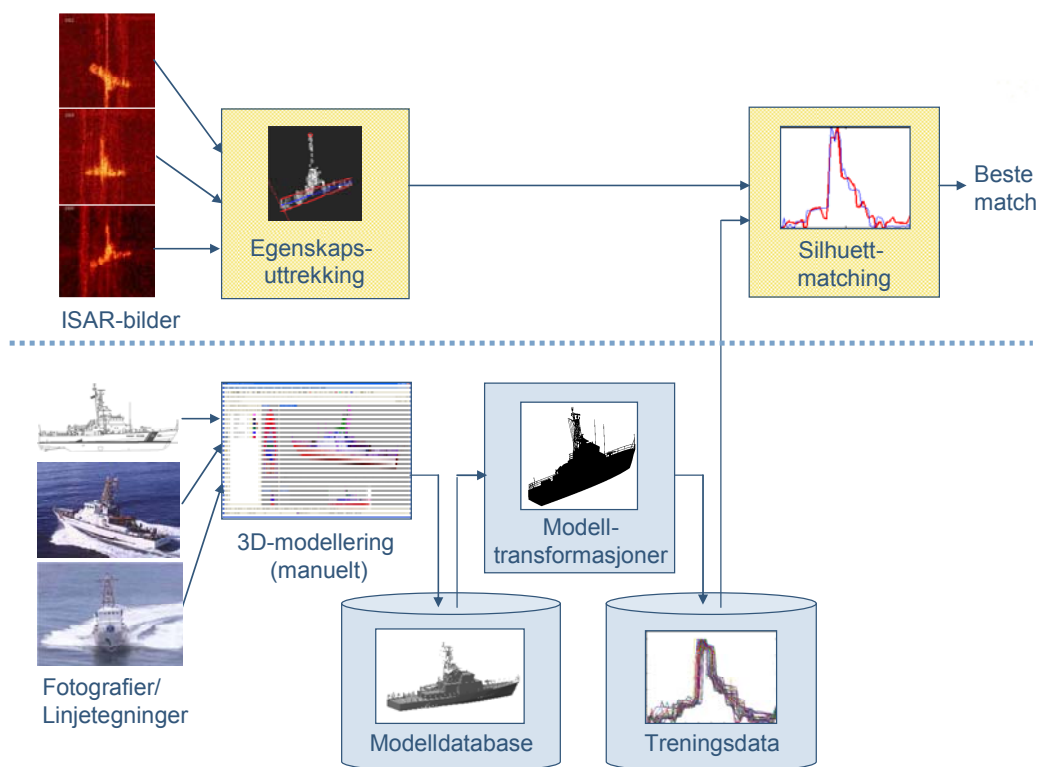 Egenskaps-
uttrekking
Silhuett-
matching
Beste
match
ISAR-bilder
3D-modellering
(manuelt)
Modell-
transformasjoner
Fotografier/
Linjetegninger
Modelldatabase
Treningsdata